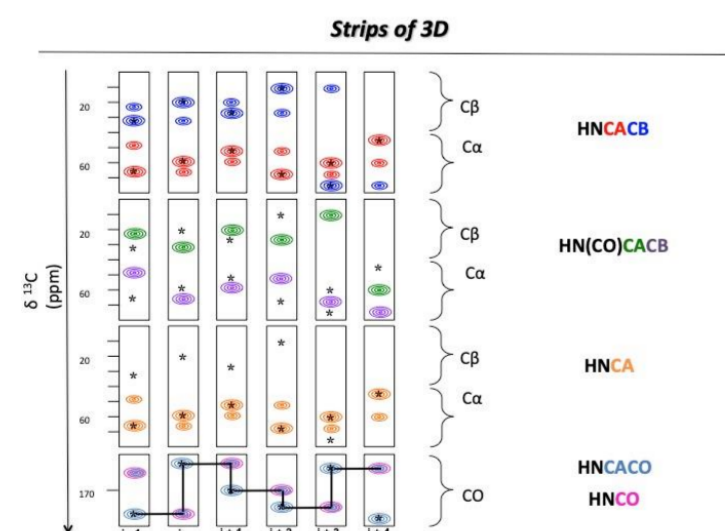 Strips of 3D
20
60
Cβ
Cα
HNCACB
20
60
Cβ
Cα
HN(CO)CACB
δ ¹³C
(ppm)
20
60
Cβ
Cα
HNCA
170
CO
HNCACO
HNCO